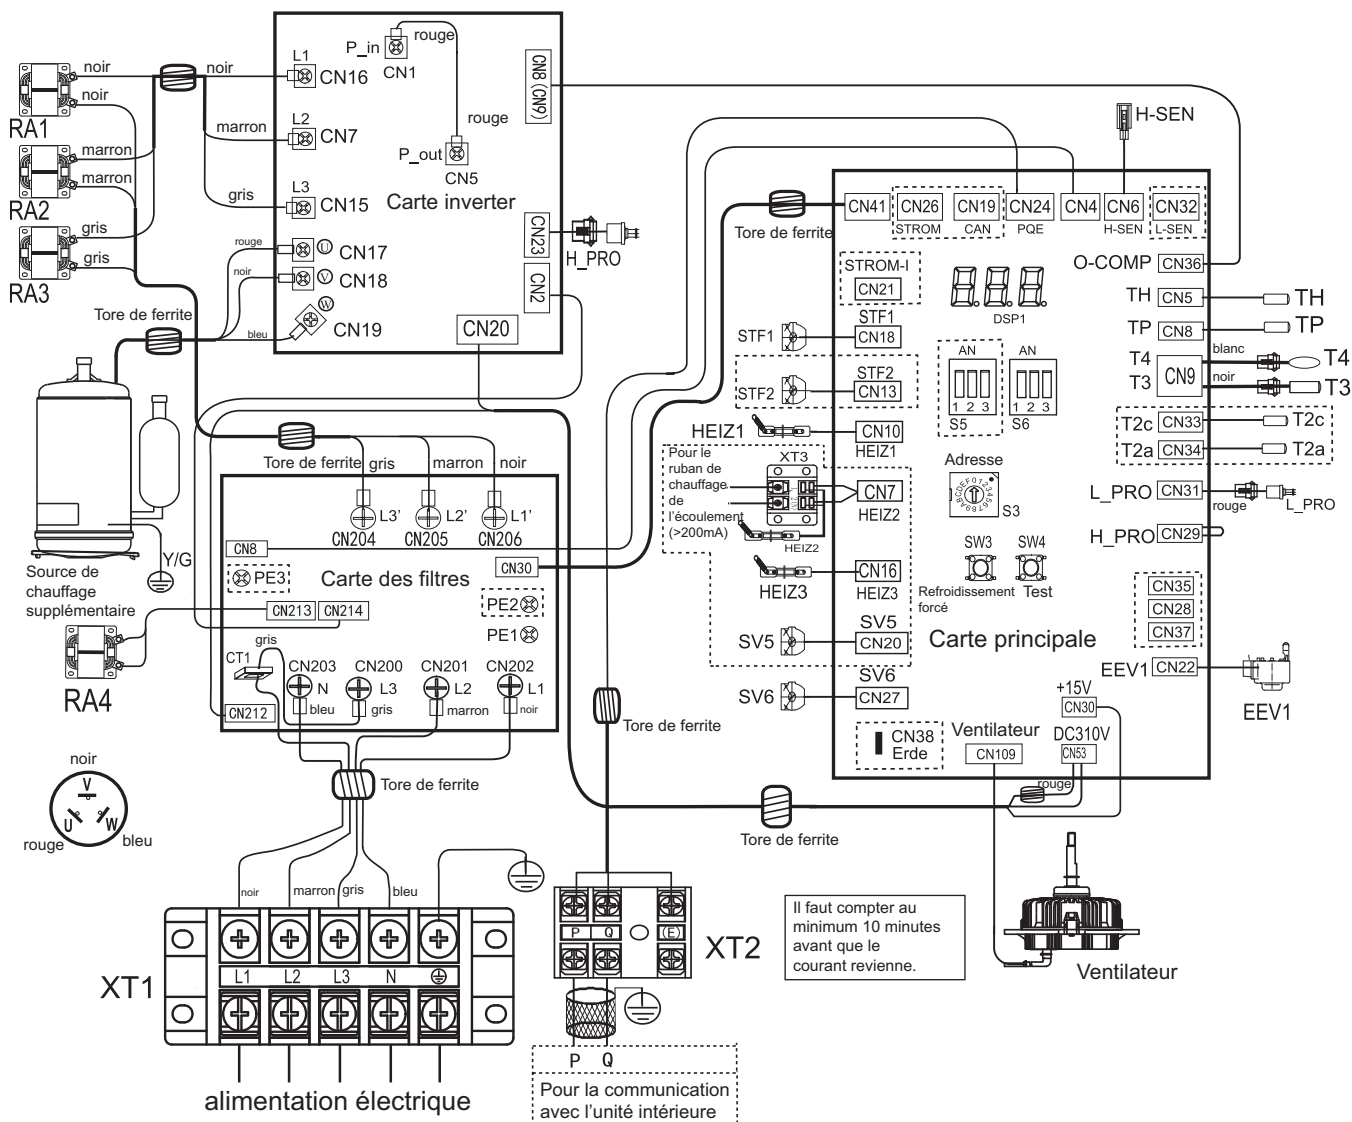 noir
noir
RA1
marron
marron
RA2
gris
gris
RA3
noir
marron
gris
L1
CN16
L2
CN7
L3
CN15
rouge
U
CN17
noir
V
CN18
bleu
W
CN19
P_in
CN1
rouge
rouge
P_out
CN5
Carte inverter
CN8 (CN9)
CN23
H_PRO
CN2
CN20
Tore de ferrite
Source de
chauffage
supplémentaire
Y/G
RA4
Tore de ferrite
gris
marron
noir
L3'
CN204
L2'
CN205
L1'
CN206
CN8
CN30
PE3
Carte des filtres
CN213
CN214
PE2
PE1
gris
CT1
CN203
N
bleu
CN200
L3
gris
CN201
L2
marron
CN202
L1
noir
CN212
Tore de ferrite
noir
V
U
W
rouge
bleu
noir
marron
gris
bleu
XT1
L1
L2
L3
N
alimentation électrique
Tore de ferrite
P
Q
E
XT2
P Q
Pour la communication
avec l'unité intérieure
Il faut compter au
minimum 10 minutes
avant que le
courant revienne.
Tore de ferrite
Tore de ferrite
CN41
CN26
STROM
CN19
CAN
CN24
PQE
CN4
CN6
H-SEN
H-SEN
CN32
L-SEN
O-COMP
CN36
STROM-I
CN21
DSP1
TH
CN5
TH
TP
CN8
TP
T4
T3
CN9
blanc
T4
noir
T3
T2c
CN33
T2c
T2a
CN34
T2a
L_PRO
CN31
rouge
L_PRO
H_PRO
CN29
STF1
STF1
CN18
STF2
STF2
CN13
HEIZ1
CN10
HEIZ1
Pour le
ruban de
chauffage
de
l'écoulement
(>200mA)
XT3
CN7
HEIZ2
HEIZ2
HEIZ3
CN16
HEIZ3
SV5
SV5
CN20
SV6
SV6
CN27
AN
1 2 3
S5
AN
1 2 3
S6
Adresse
S3
SW3
SW4
Refroidissement
forcé
Test
Carte principale
CN35
CN28
CN37
EEV1
CN22
EEV1
CN38
Erde
Ventilateur
CN109
+15V
CN30
DC310V
CN53
rouge
Ventilateur